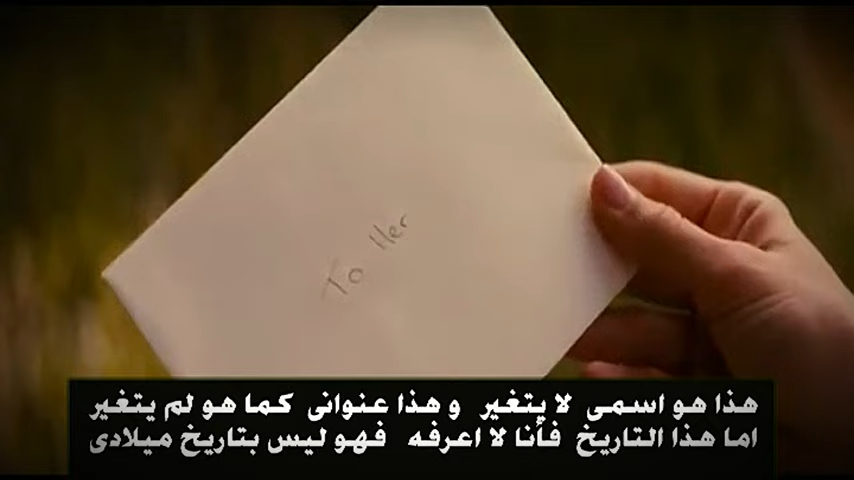 To Her
هذا هو اسمى لا يتغير وهذا عنوانى كما هو لم يتغير
اما هذا التاريخ فأنا لا اعرفه فهو ليس بتاريخ ميلادى